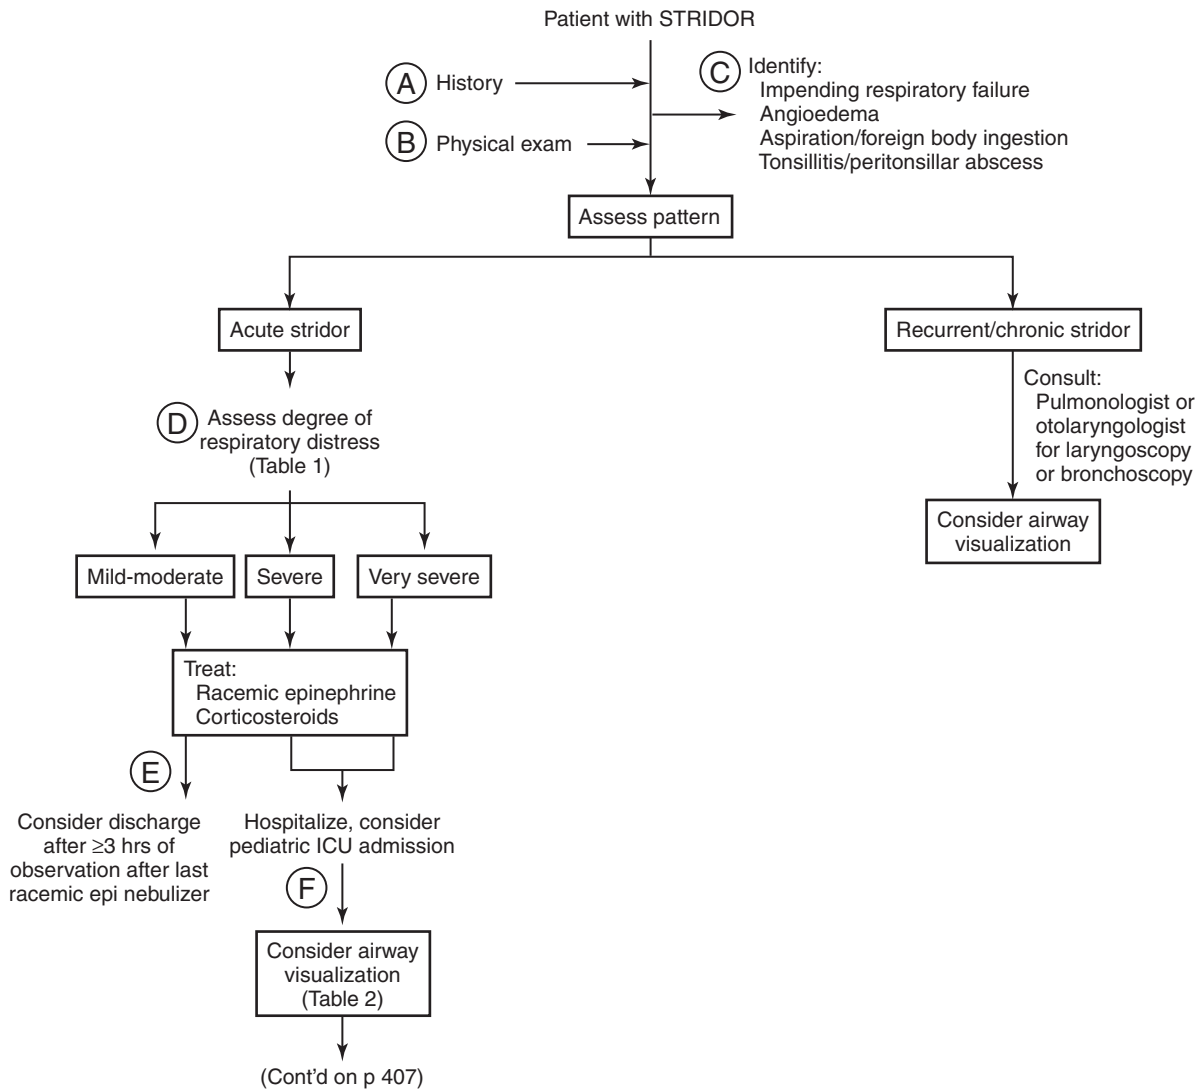 Patient with STRIDOR
A History
B Physical exam
C Identify:
Impending respiratory failure
Angioedema
Aspiration/foreign body ingestion
Tonsillitis/peritonsillar abscess
Assess pattern
Acute stridor
Recurrent/chronic stridor
Consult:
Pulmonologist or
otolaryngologist
for laryngoscopy
or bronchoscopy
Consider airway
visualization
D Assess degree of
respiratory distress
(Table 1)
Mild-moderate
Severe
Very severe
Treat:
Racemic epinephrine
Corticosteroids
E
Consider discharge
after ≥3 hrs of
observation after last
racemic epi nebulizer
Hospitalize, consider
pediatric ICU admission
F
Consider airway
visualization
(Table 2)
(Cont'd on p 407)